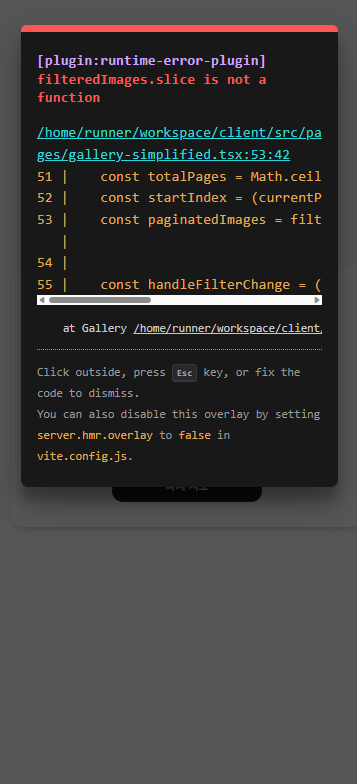 [plugin:runtime-error-plugin]
filteredImages.slice is not a
function
/home/runner/workspace/client/src/pa
ges/gallery-simplified.tsx:53:42
51 |    const totalPages = Math.ceil
52 |    const startIndex = (currentP
53 |    const paginatedImages = filt
   |
54 |
55 |    const handleFilterChange = (
at Gallery /home/runner/workspace/client/
Click outside, press Esc key, or fix the
code to dismiss.
You can also disable this overlay by setting
server.hmr.overlay to false in
vite.config.js.